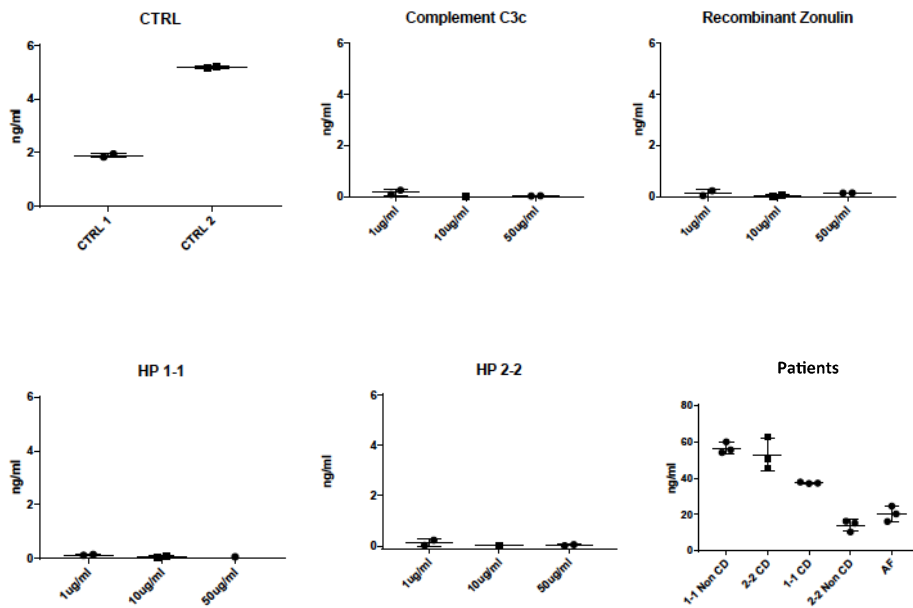 CTRL
6
4
2
0
ng/ml
CTRL 1
CTRL 2
Complement C3c
6
4
2
0
ng/ml
1ug/ml
10ug/ml
50ug/ml
Recombinant Zonulin
6
4
2
0
ng/ml
1ug/ml
10ug/ml
50ug/ml
HP 1-1
6
4
2
0
ng/ml
1ug/ml
10ug/ml
50ug/ml
HP 2-2
6
4
2
0
ng/ml
1ug/ml
10ug/ml
50ug/ml
Patients
80
60
40
20
0
ng/ml
1-1 Non CD
2-2 CD
1-1 CD
2-2 Non CD
AF